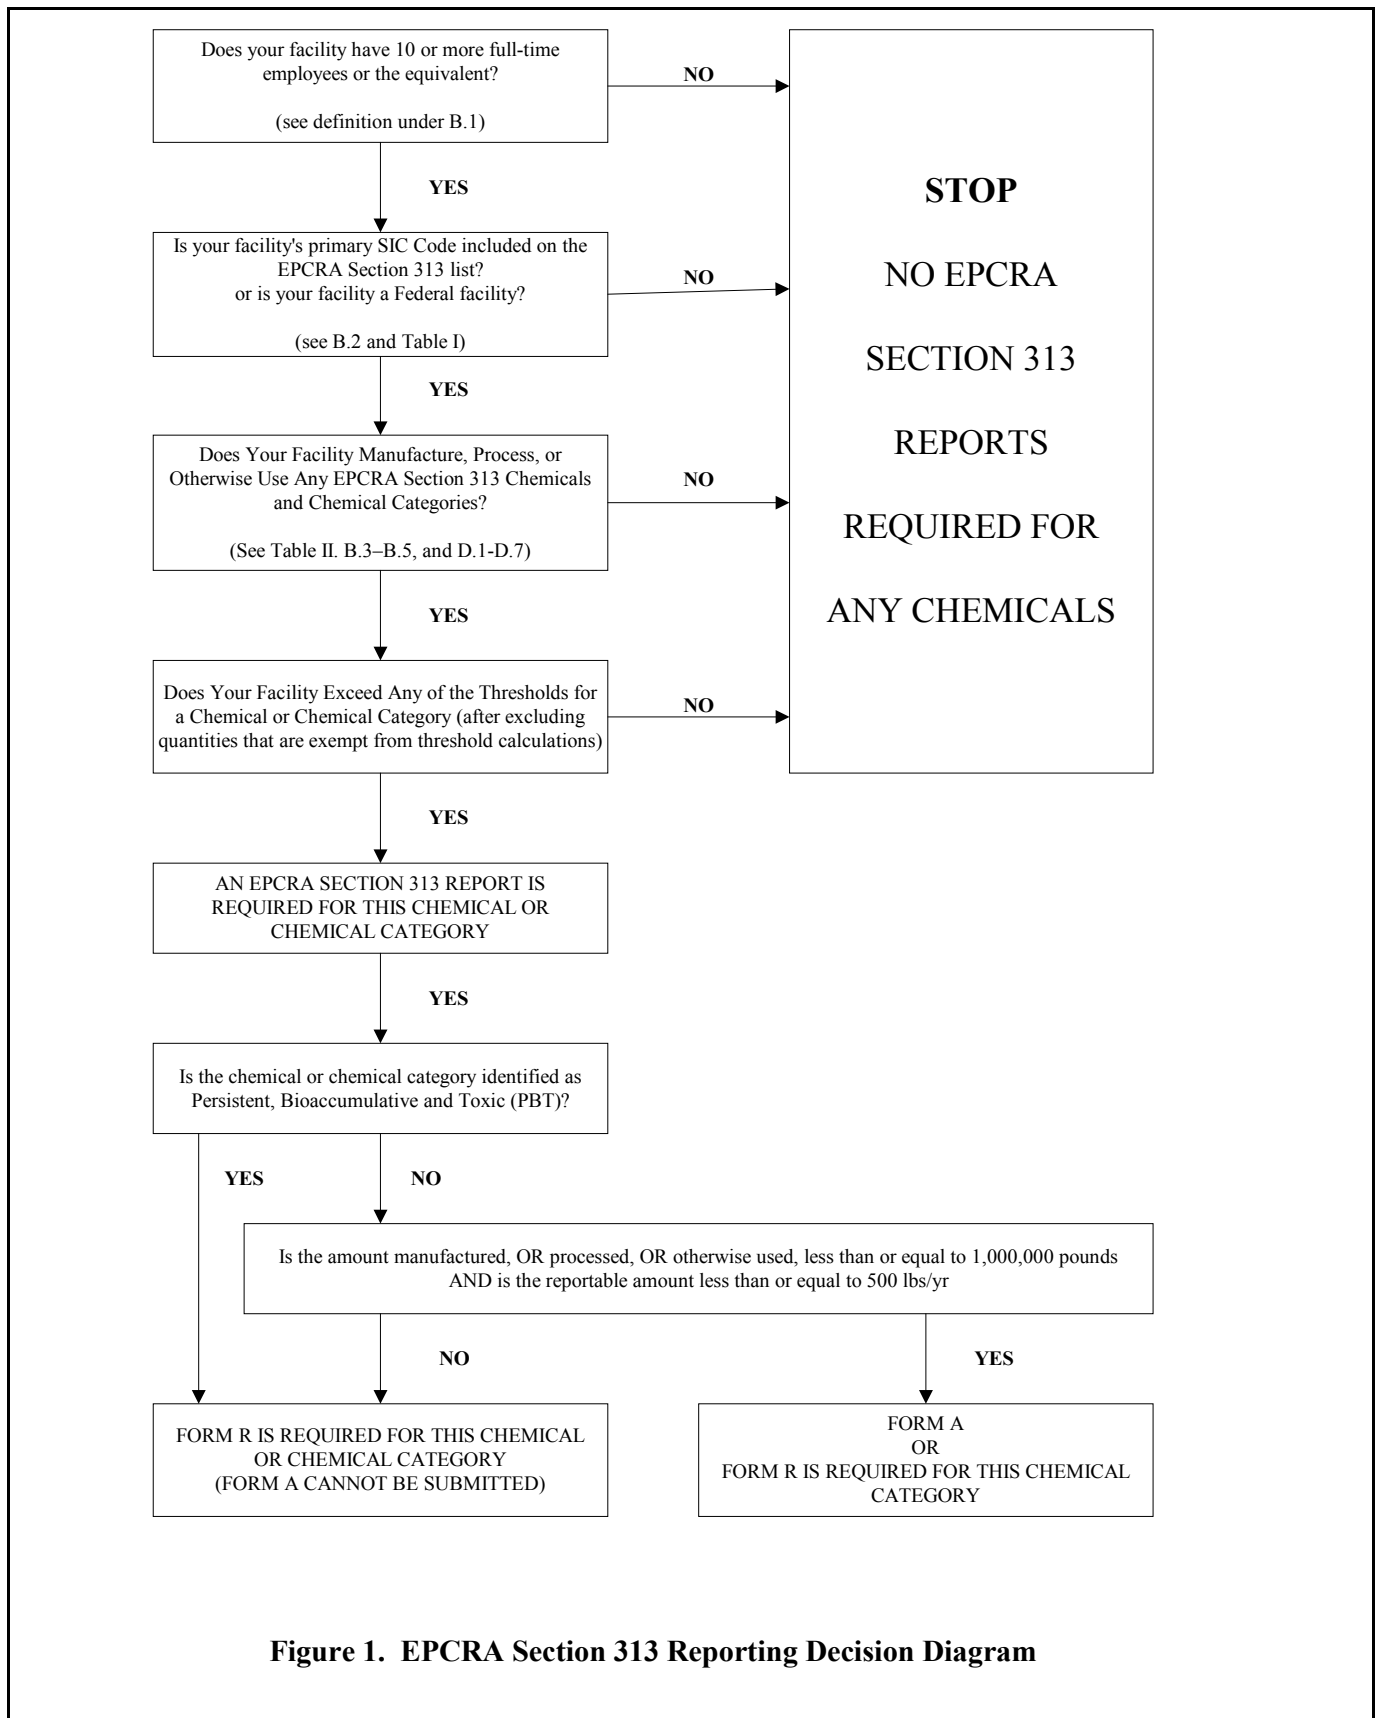 Does your facility have 10 or more full-time
employees or the equivalent?
(see definition under B.1)
NO
YES
Is your facility's primary SIC Code included on the
EPCRA Section 313 list?
or is your facility a Federal facility?
(see B.2 and Table I)
NO
YES
Does Your Facility Manufacture, Process, or
Otherwise Use Any EPCRA Section 313 Chemicals
and Chemical Categories?
(See Table II. B.3–B.5, and D.1-D.7)
NO
YES
Does Your Facility Exceed Any of the Thresholds for
a Chemical or Chemical Category (after excluding
quantities that are exempt from threshold calculations)
NO
STOP
NO EPCRA
SECTION 313
REPORTS
REQUIRED FOR
ANY CHEMICALS
YES
AN EPCRA SECTION 313 REPORT IS
REQUIRED FOR THIS CHEMICAL OR
CHEMICAL CATEGORY
YES
Is the chemical or chemical category identified as
Persistent, Bioaccumulative and Toxic (PBT)?
YES
NO
Is the amount manufactured, OR processed, OR otherwise used, less than or equal to 1,000,000 pounds
AND is the reportable amount less than or equal to 500 lbs/yr
NO
YES
FORM R IS REQUIRED FOR THIS CHEMICAL
OR CHEMICAL CATEGORY
(FORM A CANNOT BE SUBMITTED)
FORM A
OR
FORM R IS REQUIRED FOR THIS CHEMICAL
CATEGORY
Figure 1. EPCRA Section 313 Reporting Decision Diagram